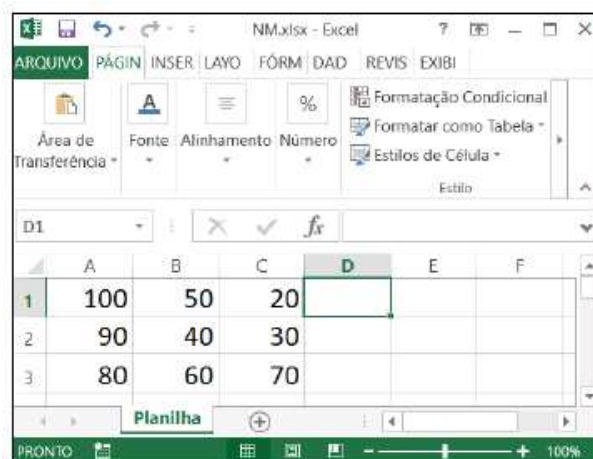 NM.xlsx - Excel ?
ARQUIVO PÁGIN INSER LAYO FÓRM DAD REVIS EXIBI
Área de Transferência
Fonte
Alinhamento
% Número
Formatação Condicional
Formatar como Tabela
Estilos de Célula
Estilo
D1 fx
A B C D E F
1 100 50 20
2 90 40 30
3 80 60 70
Planilha
PRONTO 100%